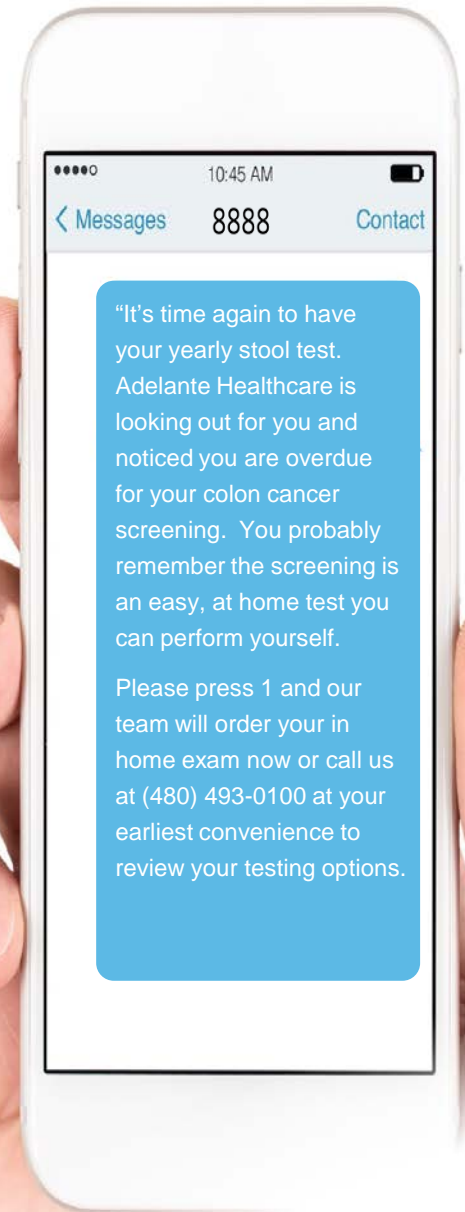 10:45 AM
Messages 8888 Contact
“It’s time again to have
your yearly stool test.
Adelante Healthcare is
looking out for you and
noticed you are overdue
for your colon cancer
screening.  You probably
remember the screening is
an easy, at home test you
can perform yourself.
Please press 1 and our
team will order your in
home exam now or call us
at (480) 493-0100 at your
earliest convenience to
review your testing options.